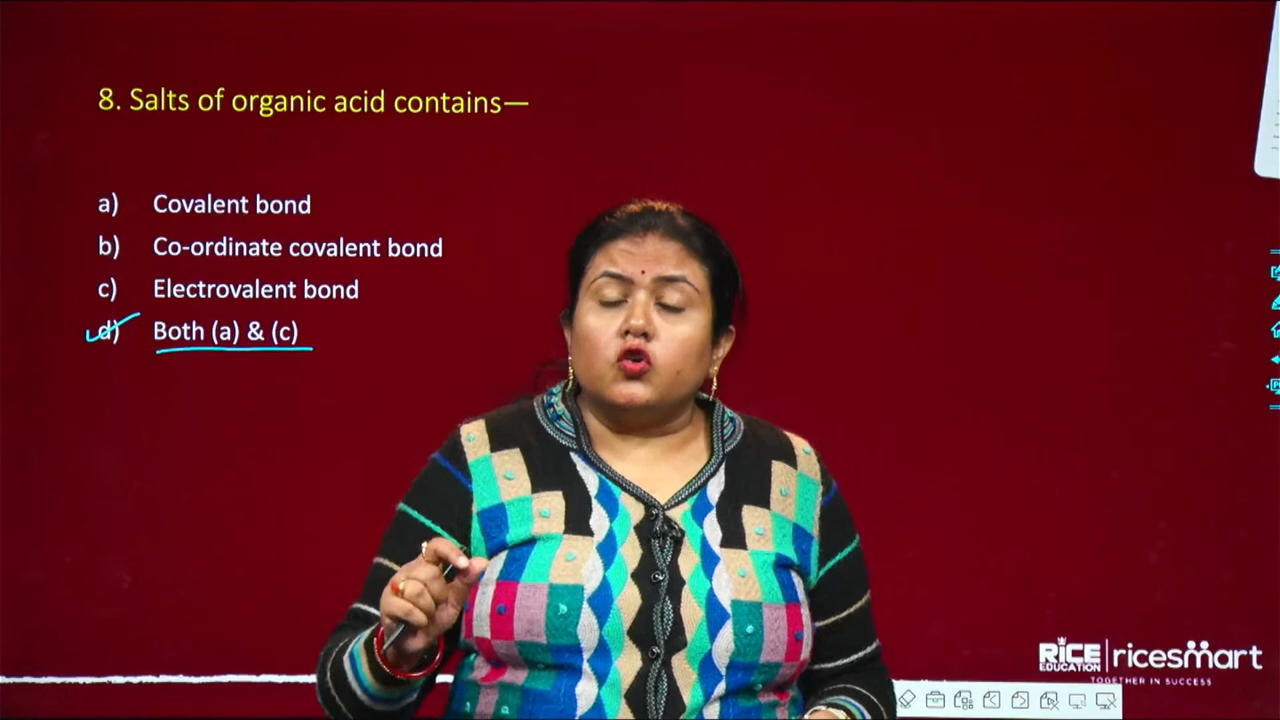 8. Salts of organic acid contains—
a) Covalent bond
b) Co-ordinate covalent bond
c) Electrovalent bond
d) Both (a) & (c)
RICE EDUCATION | ricesmart
TOGETHER IN SUCCESS